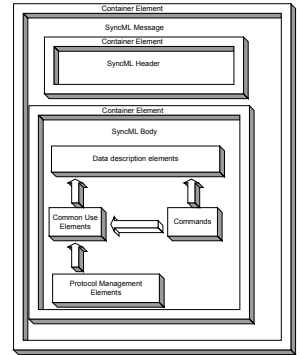 Container Element
SyncML Message
Container Element
SyncML Header
Container Element
SyncML Body
Data description elements
Common Use
Elements
Commands
Protocol Management
Elements